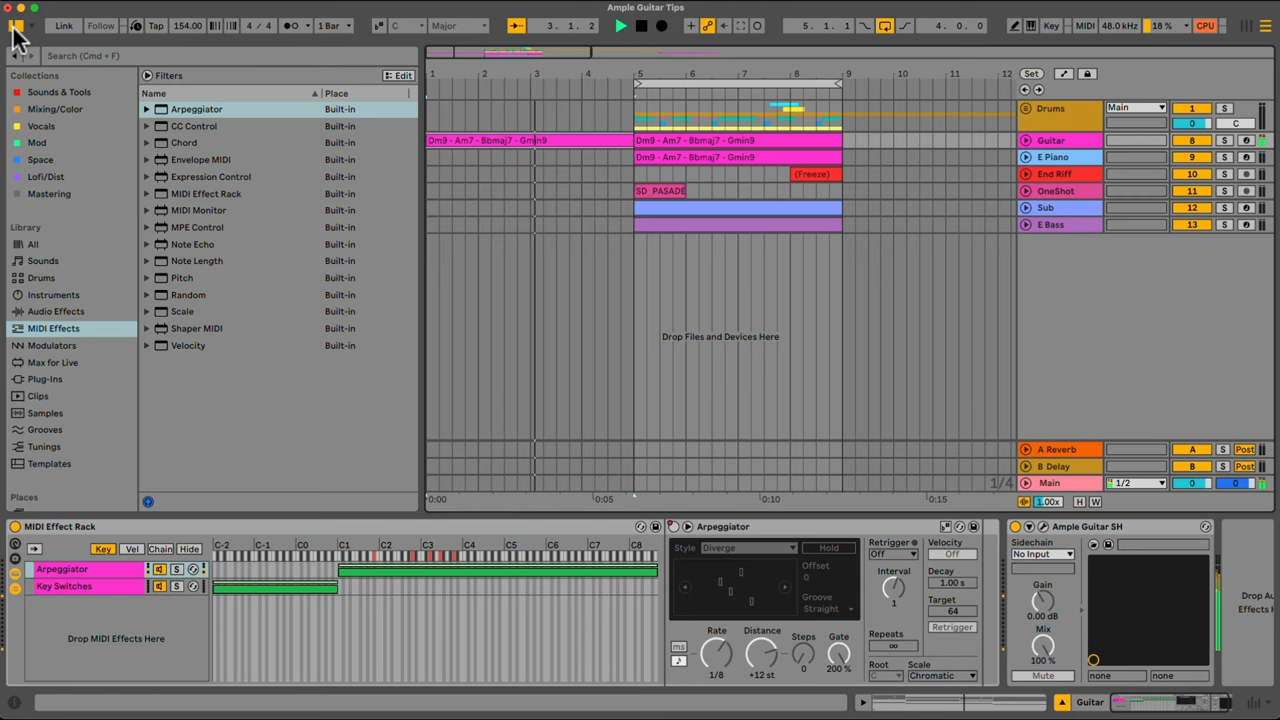 Ample Guitar Tips
Link Follow Tap 154.00 4 / 4 1 Bar C Major 3. 1. 2 5. 1. 1 4. 0. 0 Key MIDI 48.0 kHz 18 % CPU
Search (Cmd + F)
Collections
Sounds & Tools
Mixing/Color
Vocals
Mod
Space
Lofi/Dist
Mastering
Library
All
Sounds
Drums
Instruments
Audio Effects
MIDI Effects
Modulators
Max for Live
Plug-Ins
Clips
Samples
Grooves
Tunings
Templates
Places
Filters Edit
Name Place
Arpeggiator Built-in
CC Control Built-in
Chord Built-in
Envelope MIDI Built-in
Expression Control Built-in
MIDI Effect Rack Built-in
MIDI Monitor Built-in
MPE Control Built-in
Note Echo Built-in
Note Length Built-in
Pitch Built-in
Random Built-in
Scale Built-in
Shaper MIDI Built-in
Velocity Built-in
1 2 3 4 5 6 7 8 9 10 11 12
Set
Drums Main 1 S
0 C
Dm9 - Am7 - Bbmaj7 - Gmin9 Dm9 - Am7 - Bbmaj7 - Gmin9 Guitar 8 S
Dm9 - Am7 - Bbmaj7 - Gmin9 E Piano 9 S
(Freeze) End Riff 10 S
SD PASADE OneShot 11 S
Sub 12 S
E Bass 13 S
Drop Files and Devices Here
A Reverb A S Post
B Delay B S Post
1/4 Main 1/2 0 0
0:00 0:05 0:10 0:15 1.00x H W
MIDI Effect Rack
Key Vel Chain Hide C-2 C-1 C0 C1 C2 C3 C4 C5 C6 C7 C8
Arpeggiator S
Key Switches S
Drop MIDI Effects Here
Arpeggiator
Style Diverge Hold
Offset
0
Groove
Straight
Rate Distance Steps Gate
ms
1/8 +12 st 0 200 %
Retrigger
Off
Interval
1
Repeats
∞
Root Scale
C Chromatic
Velocity
Off
Decay
1.00 s
Target
64
Retrigger
Ample Guitar SH
Sidechain
No Input
Gain
0.00 dB
Mix
100 %
Mute none none
Drop Au
Effects H
Guitar